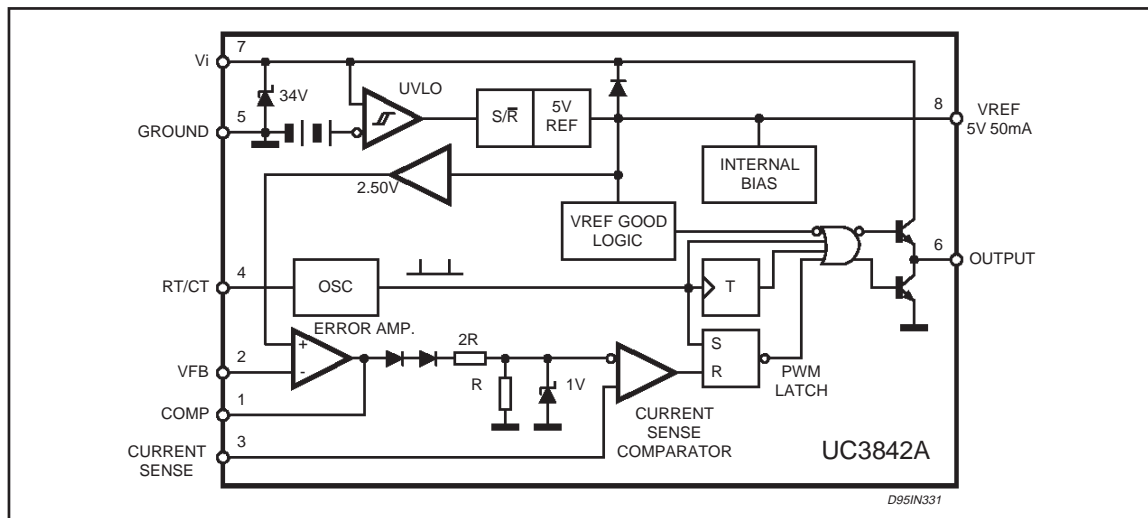 7
Vi
34V
UVLO
S/R̅
5V
REF
8
VREF
5V 50mA
5
GROUND
INTERNAL
BIAS
2.50V
VREF GOOD
LOGIC
6
OUTPUT
4
RT/CT
OSC
T
ERROR AMP.
2R
+
-
2
VFB
R
1V
S
R
PWM
LATCH
1
COMP
CURRENT
SENSE
COMPARATOR
3
CURRENT
SENSE
UC3842A
D95IN331